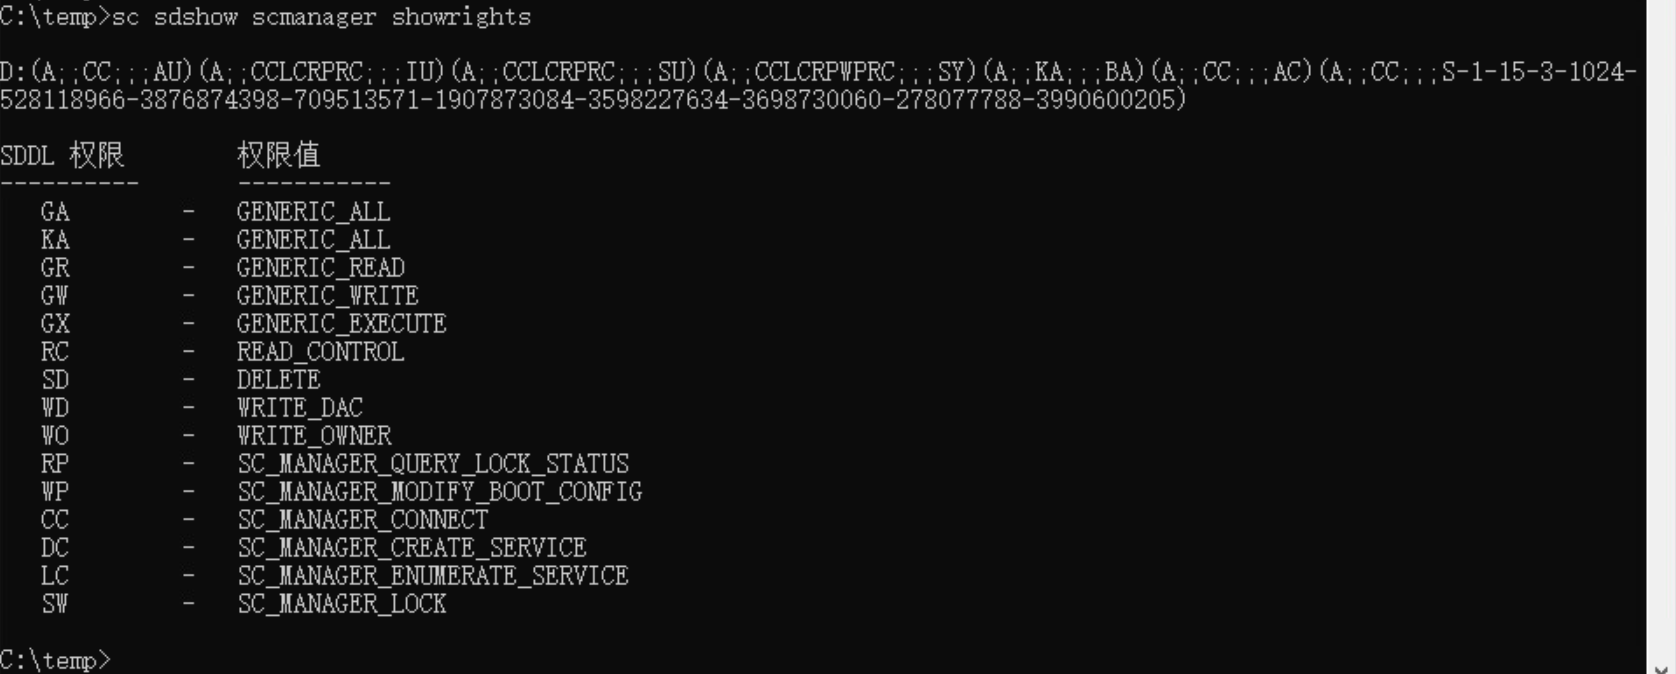 C:\temp>sc sdshow scmanager showrights
D:(A;;CC;;;AU)(A;;CCLCRPRC;;;IU)(A;;CCLCRPRC;;;SU)(A;;CCLCRPWPRC;;;SY)(A;;KA;;;BA)(A;;CC;;;AC)(A;;CC;;;S-1-15-3-1024-
528118966-3876874398-709513571-1907873084-3598227634-3698730060-278077788-3990600205)
SDDL 权限 权限值
---------- -----------
GA - GENERIC_ALL
KA - GENERIC_ALL
GR - GENERIC_READ
GW - GENERIC_WRITE
GX - GENERIC_EXECUTE
RC - READ_CONTROL
SD - DELETE
WD - WRITE_DAC
WO - WRITE_OWNER
RP - SC_MANAGER_QUERY_LOCK_STATUS
WP - SC_MANAGER_MODIFY_BOOT_CONFIG
CC - SC_MANAGER_CONNECT
DC - SC_MANAGER_CREATE_SERVICE
LC - SC_MANAGER_ENUMERATE_SERVICE
SW - SC_MANAGER_LOCK
C:\temp>